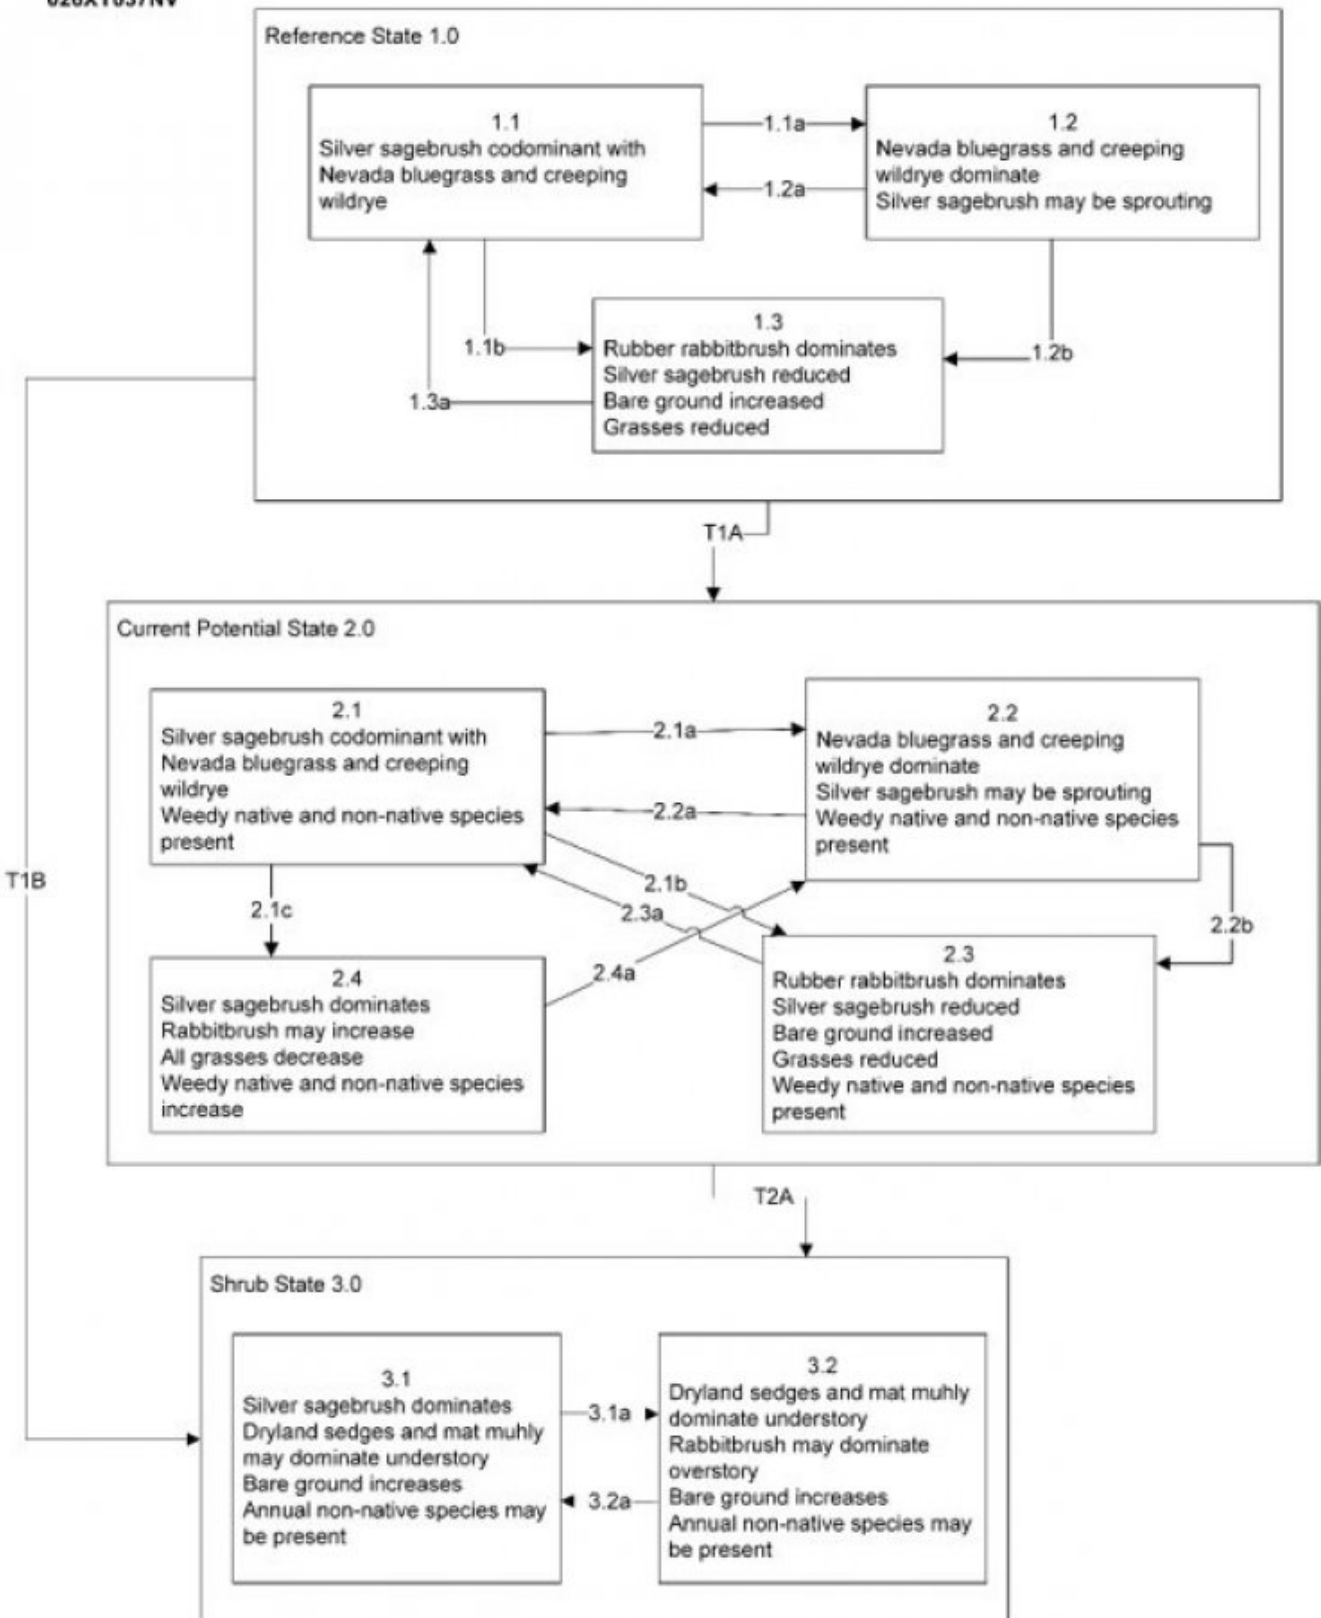 028XY037NV
Reference State 1.0
1.1
Silver sagebrush codominant with
Nevada bluegrass and creeping
wildrye
1.1a
1.2a
1.2
Nevada bluegrass and creeping
wildrye dominate
Silver sagebrush may be sprouting
1.1b
1.3a
1.3
Rubber rabbitbrush dominates
Silver sagebrush reduced
Bare ground increased
Grasses reduced
1.2b
T1A
T1B
Current Potential State 2.0
2.1
Silver sagebrush codominant with
Nevada bluegrass and creeping
wildrye
Weedy native and non-native species
present
2.1a
2.2a
2.2
Nevada bluegrass and creeping
wildrye dominate
Silver sagebrush may be sprouting
Weedy native and non-native species
present
2.1b
2.3a
2.4a
2.1c
2.2b
2.4
Silver sagebrush dominates
Rabbitbrush may increase
All grasses decrease
Weedy native and non-native species
increase
2.3
Rubber rabbitbrush dominates
Silver sagebrush reduced
Bare ground increased
Grasses reduced
Weedy native and non-native species
present
T2A
Shrub State 3.0
3.1
Silver sagebrush dominates
Dryland sedges and mat muhly
may dominate understory
Bare ground increases
Annual non-native species may
be present
3.1a
3.2a
3.2
Dryland sedges and mat muhly
dominate understory
Rabbitbrush may dominate
overstory
Bare ground increases
Annual non-native species may
be present